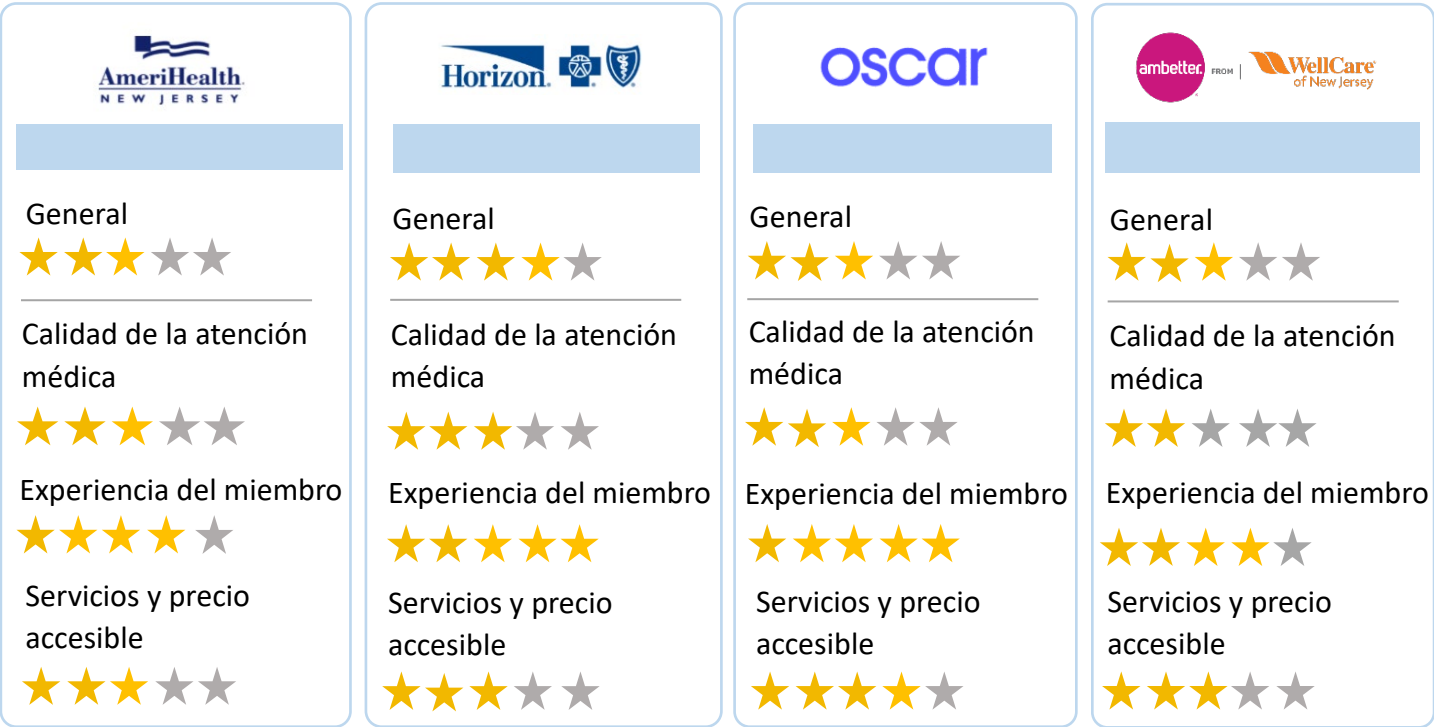 AmeriHealth
NEW JERSEY
General
Calidad de la atención
médica
Experiencia del miembro
Servicios y precio
accesible
Horizon
General
Calidad de la atención
médica
Experiencia del miembro
Servicios y precio
accesible
oscar
General
Calidad de la atención
médica
Experiencia del miembro
Servicios y precio
accesible
ambetter. FROM | WellCare
of New Jersey
General
Calidad de la atención
médica
Experiencia del miembro
Servicios y precio
accesible